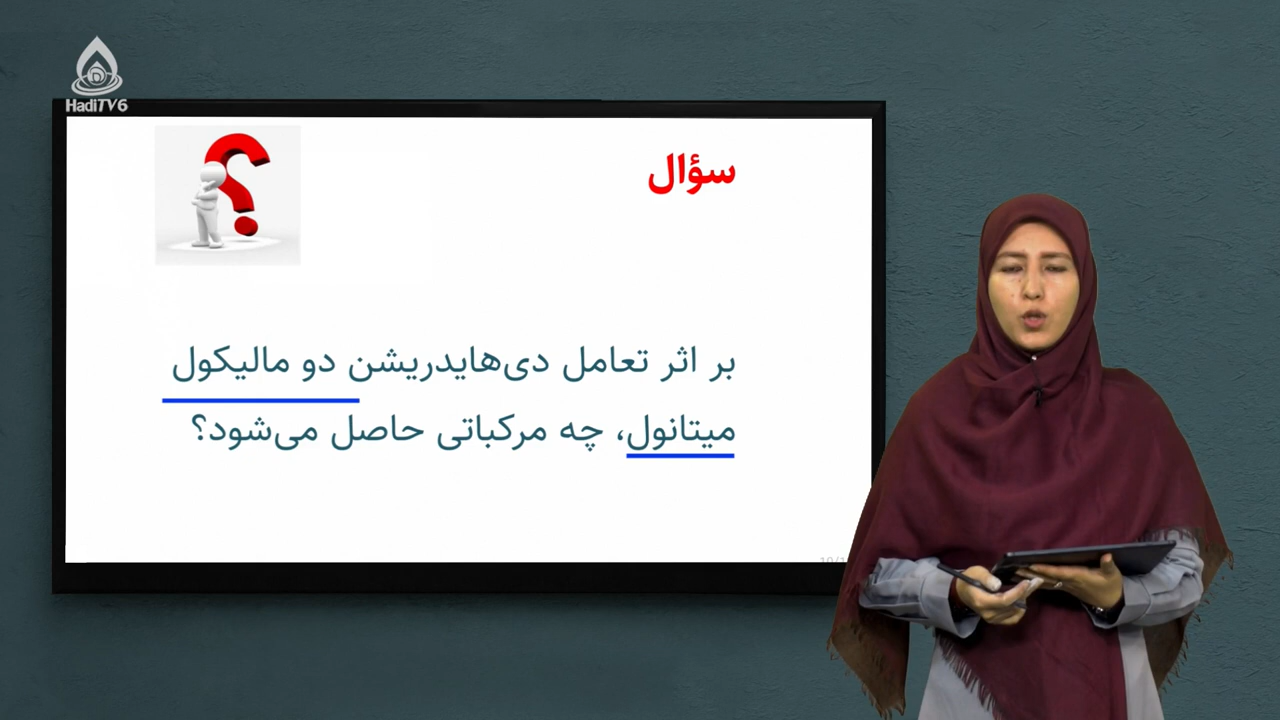 HadiTV6
سؤال
بر اثر تعامل دی‌هایدریشن دو مالیکول
میتانول، چه مرکباتی حاصل می‌شود؟